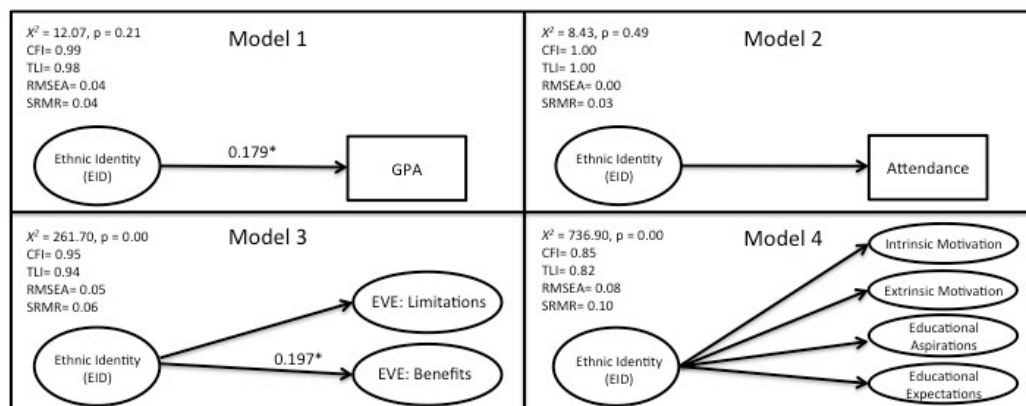 X² = 12.07, p = 0.21
CFI= 0.99
TLI= 0.98
RMSEA= 0.04
SRMR= 0.04
Model 1
Ethnic Identity
(EID)
0.179*
GPA
X² = 8.43, p = 0.49
CFI= 1.00
TLI= 1.00
RMSEA= 0.00
SRMR= 0.03
Model 2
Ethnic Identity
(EID)
Attendance
X² = 261.70, p = 0.00
CFI= 0.95
TLI= 0.94
RMSEA= 0.05
SRMR= 0.06
Model 3
EVE: Limitations
Ethnic Identity
(EID)
0.197*
EVE: Benefits
X² = 736.90, p = 0.00
CFI= 0.85
TLI= 0.82
RMSEA= 0.08
SRMR= 0.10
Model 4
Intrinsic Motivation
Extrinsic Motivation
Educational
Aspirations
Ethnic Identity
(EID)
Educational
Expectations